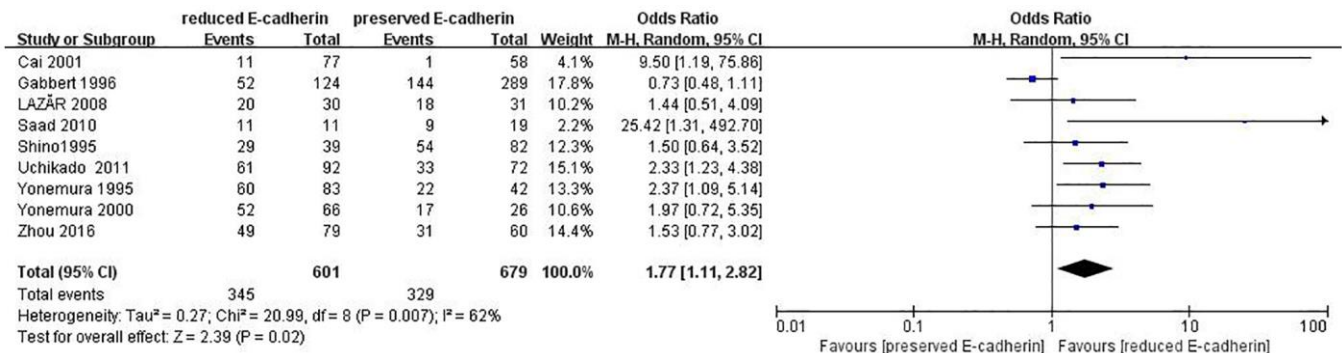 reduced E-cadherin preserved E-cadherin Odds Ratio Odds Ratio
Study or Subgroup Events Total Events Total Weight M-H, Random, 95% CI M-H, Random, 95% CI
Cai 2001 11 77 1 58 4.1% 9.50 [1.19, 75.86]
Gabbert 1996 52 124 144 289 17.8% 0.73 [0.48, 1.11]
LAZĂR 2008 20 30 18 31 10.2% 1.44 [0.51, 4.09]
Saad 2010 11 11 9 19 2.2% 25.42 [1.31, 492.70]
Shino1995 29 39 54 82 12.3% 1.50 [0.64, 3.52]
Uchikado 2011 61 92 33 72 15.1% 2.33 [1.23, 4.38]
Yonemura 1995 60 83 22 42 13.3% 2.37 [1.09, 5.14]
Yonemura 2000 52 66 17 26 10.6% 1.97 [0.72, 5.35]
Zhou 2016 49 79 31 60 14.4% 1.53 [0.77, 3.02]
Total (95% CI) 601 679 100.0% 1.77 [1.11, 2.82]
Total events 345 329
Heterogeneity: Tau² = 0.27; Chi² = 20.99, df = 8 (P = 0.007); I² = 62%
Test for overall effect: Z = 2.39 (P = 0.02)
0.01 0.1 1 10 100
Favours [preserved E-cadherin] Favours [reduced E-cadherin]